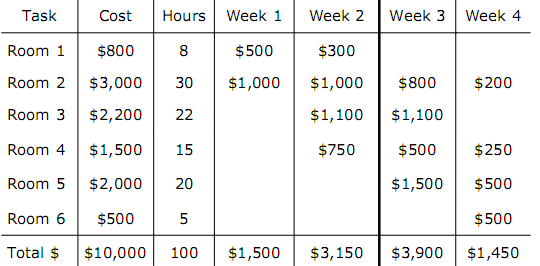 Task Cost Hours Week 1 Week 2 Week 3 Week 4
Room 1 $800 8 $500 $300
Room 2 $3,000 30 $1,000 $1,000 $800 $200
Room 3 $2,200 22 $1,100 $1,100
Room 4 $1,500 15 $750 $500 $250
Room 5 $2,000 20 $1,500 $500
Room 6 $500 5 $500
Total $ $10,000 100 $1,500 $3,150 $3,900 $1,450